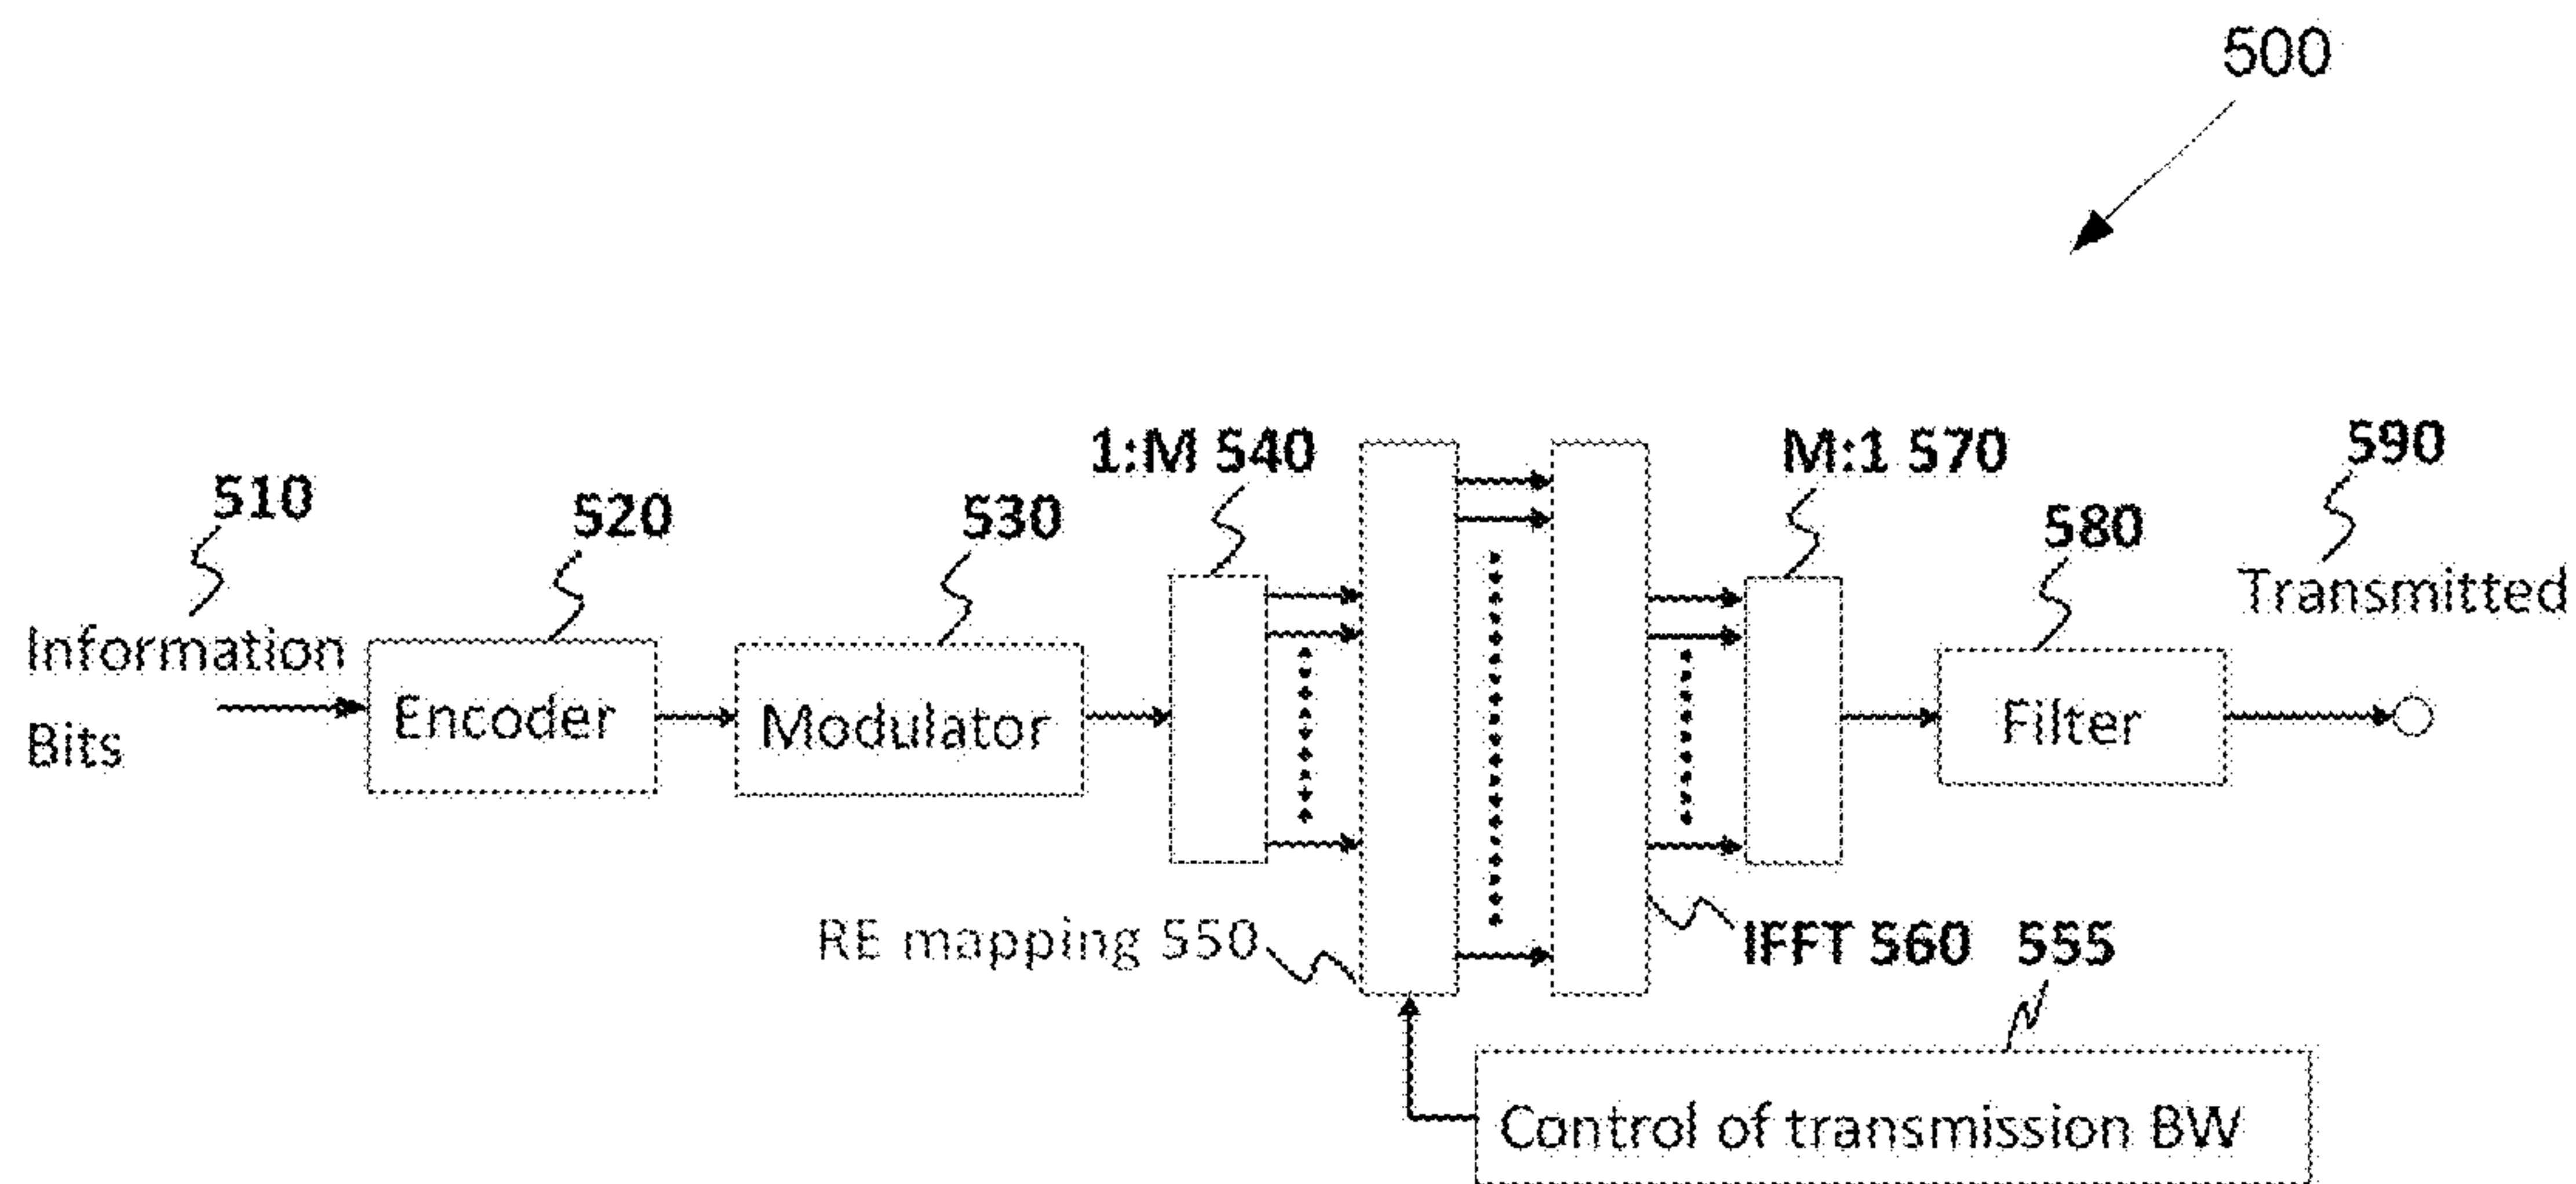 500
510
520
530
1:M 540
M:1 570
580
590
Information
Bits
Encoder
Modulator
Filter
Transmitted
RE mapping 550
IFFT 560
555
Control of transmission BW